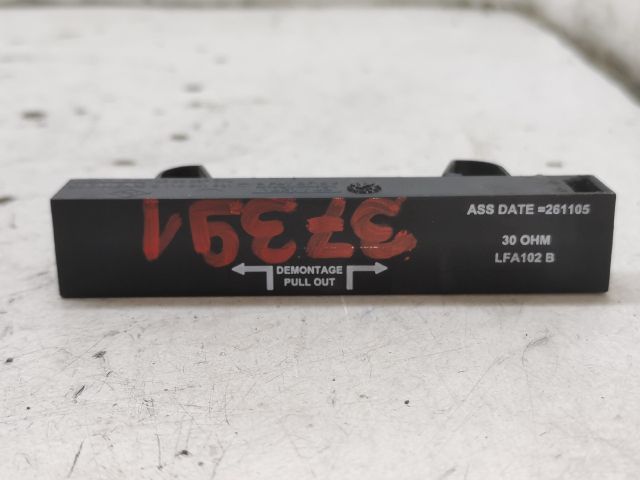 37391
ASS DATE =261105
30 OHM
LFA102 B
DEMONTAGE
PULL OUT